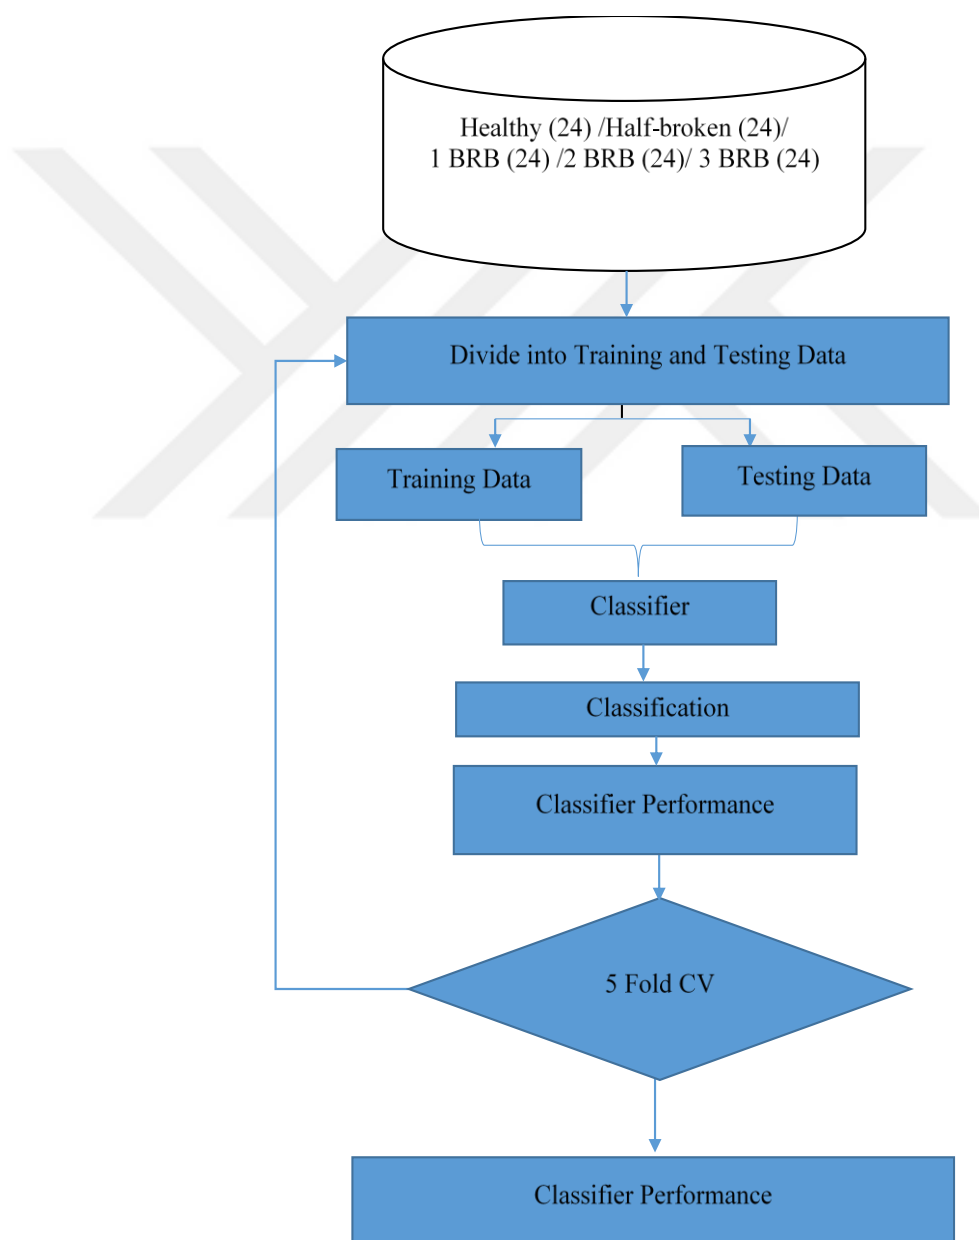 Healthy (24) /Half-broken (24)/
1 BRB (24) /2 BRB (24)/ 3 BRB (24)
Divide into Training and Testing Data
Training Data
Testing Data
Classifier
Classification
Classifier Performance
5 Fold CV
Classifier Performance